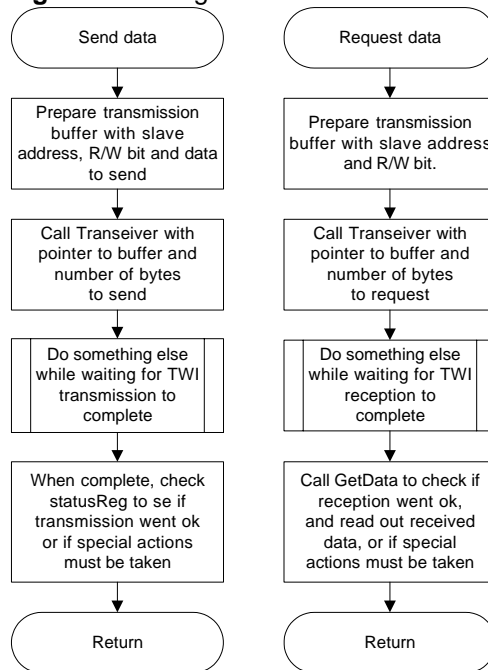 Send data
Prepare transmission
buffer with slave
address, R/W bit and data
to send
Call Transeiver with
pointer to buffer and
number of bytes
to send
Do something else
while waiting for TWI
transmission to
complete
When complete, check
statusReg to se if
transmission went ok
or if special actions
must be taken
Return
Request data
Prepare transmission
buffer with slave address
and R/W bit.
Call Transeiver with
pointer to buffer and
number of bytes
to request
Do something else
while waiting for TWI
reception to
complete
Call GetData to check if
reception went ok,
and read out received
data, or if special
actions must be taken
Return